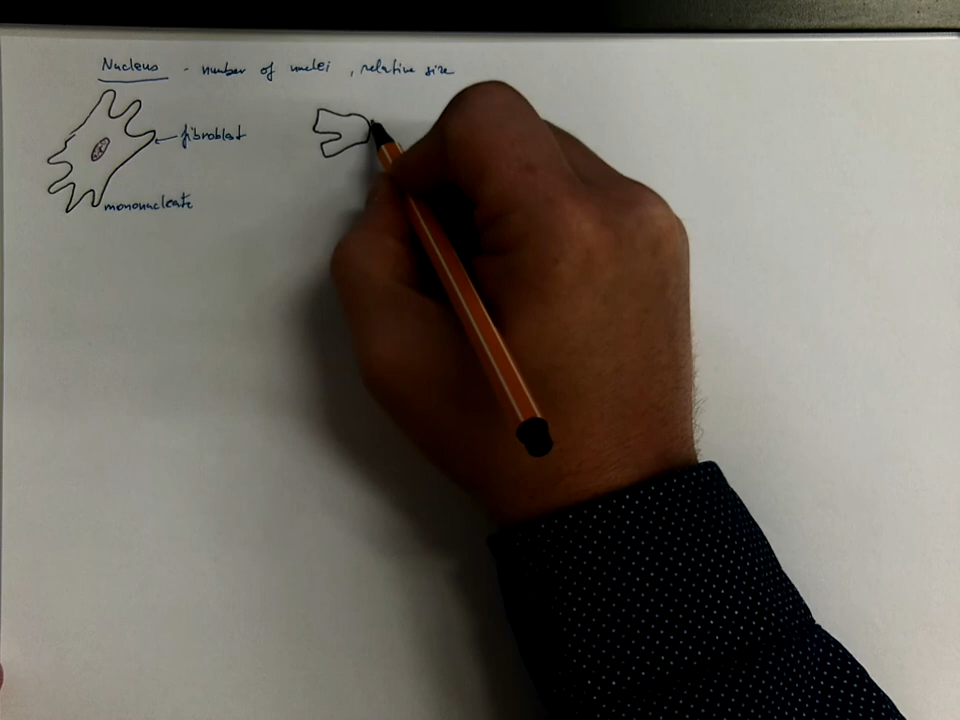 Nucleus - number of nuclei, relative size
fibroblast
mononucleate